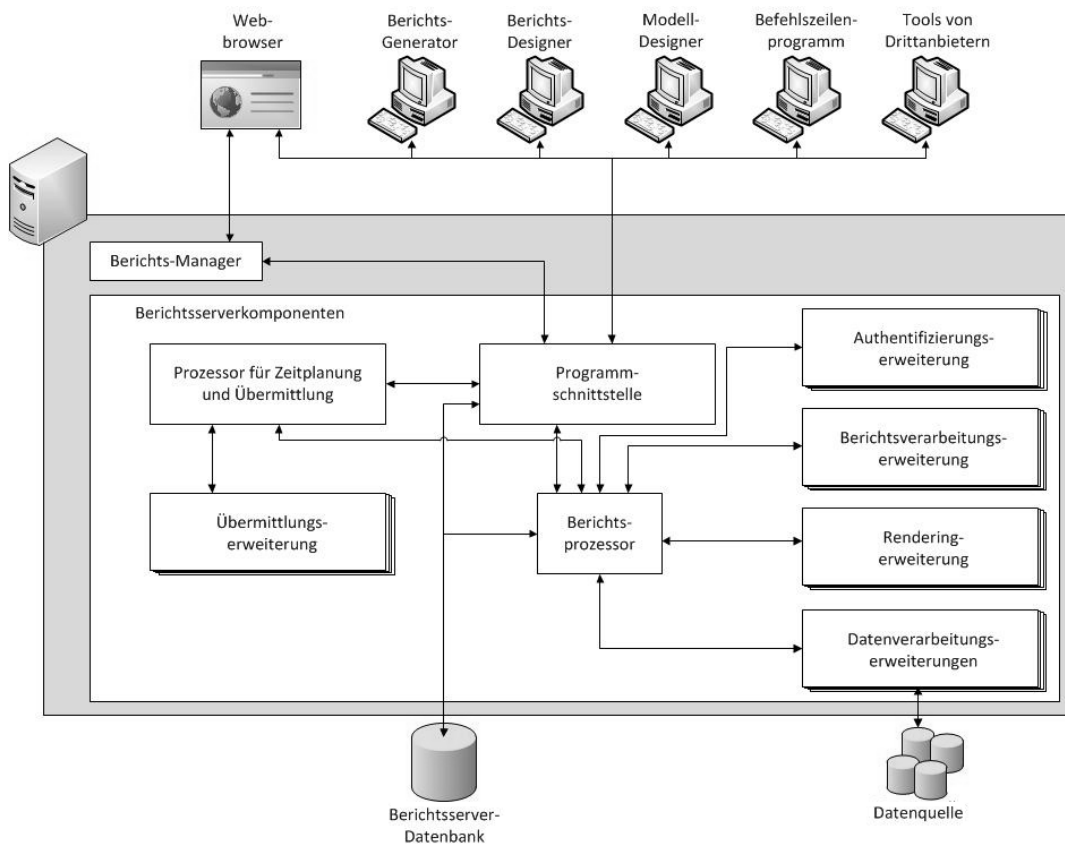 Web-
browser
Berichts-
Generator
Berichts-
Designer
Modell-
Designer
Befehlszeilen-
programm
Tools von
Drittanbietern
Berichts-Manager
Berichtsserverkomponenten
Prozessor für Zeitplanung
und Übermittlung
Programm-
schnittstelle
Authentifizierungs-
erweiterung
Berichtsverarbeitungs-
erweiterung
Übermittlungs-
erweiterung
Berichts-
prozessor
Rendering-
erweiterung
Datenverarbeitungs-
erweiterungen
Berichtsserver-
Datenbank
Datenquelle